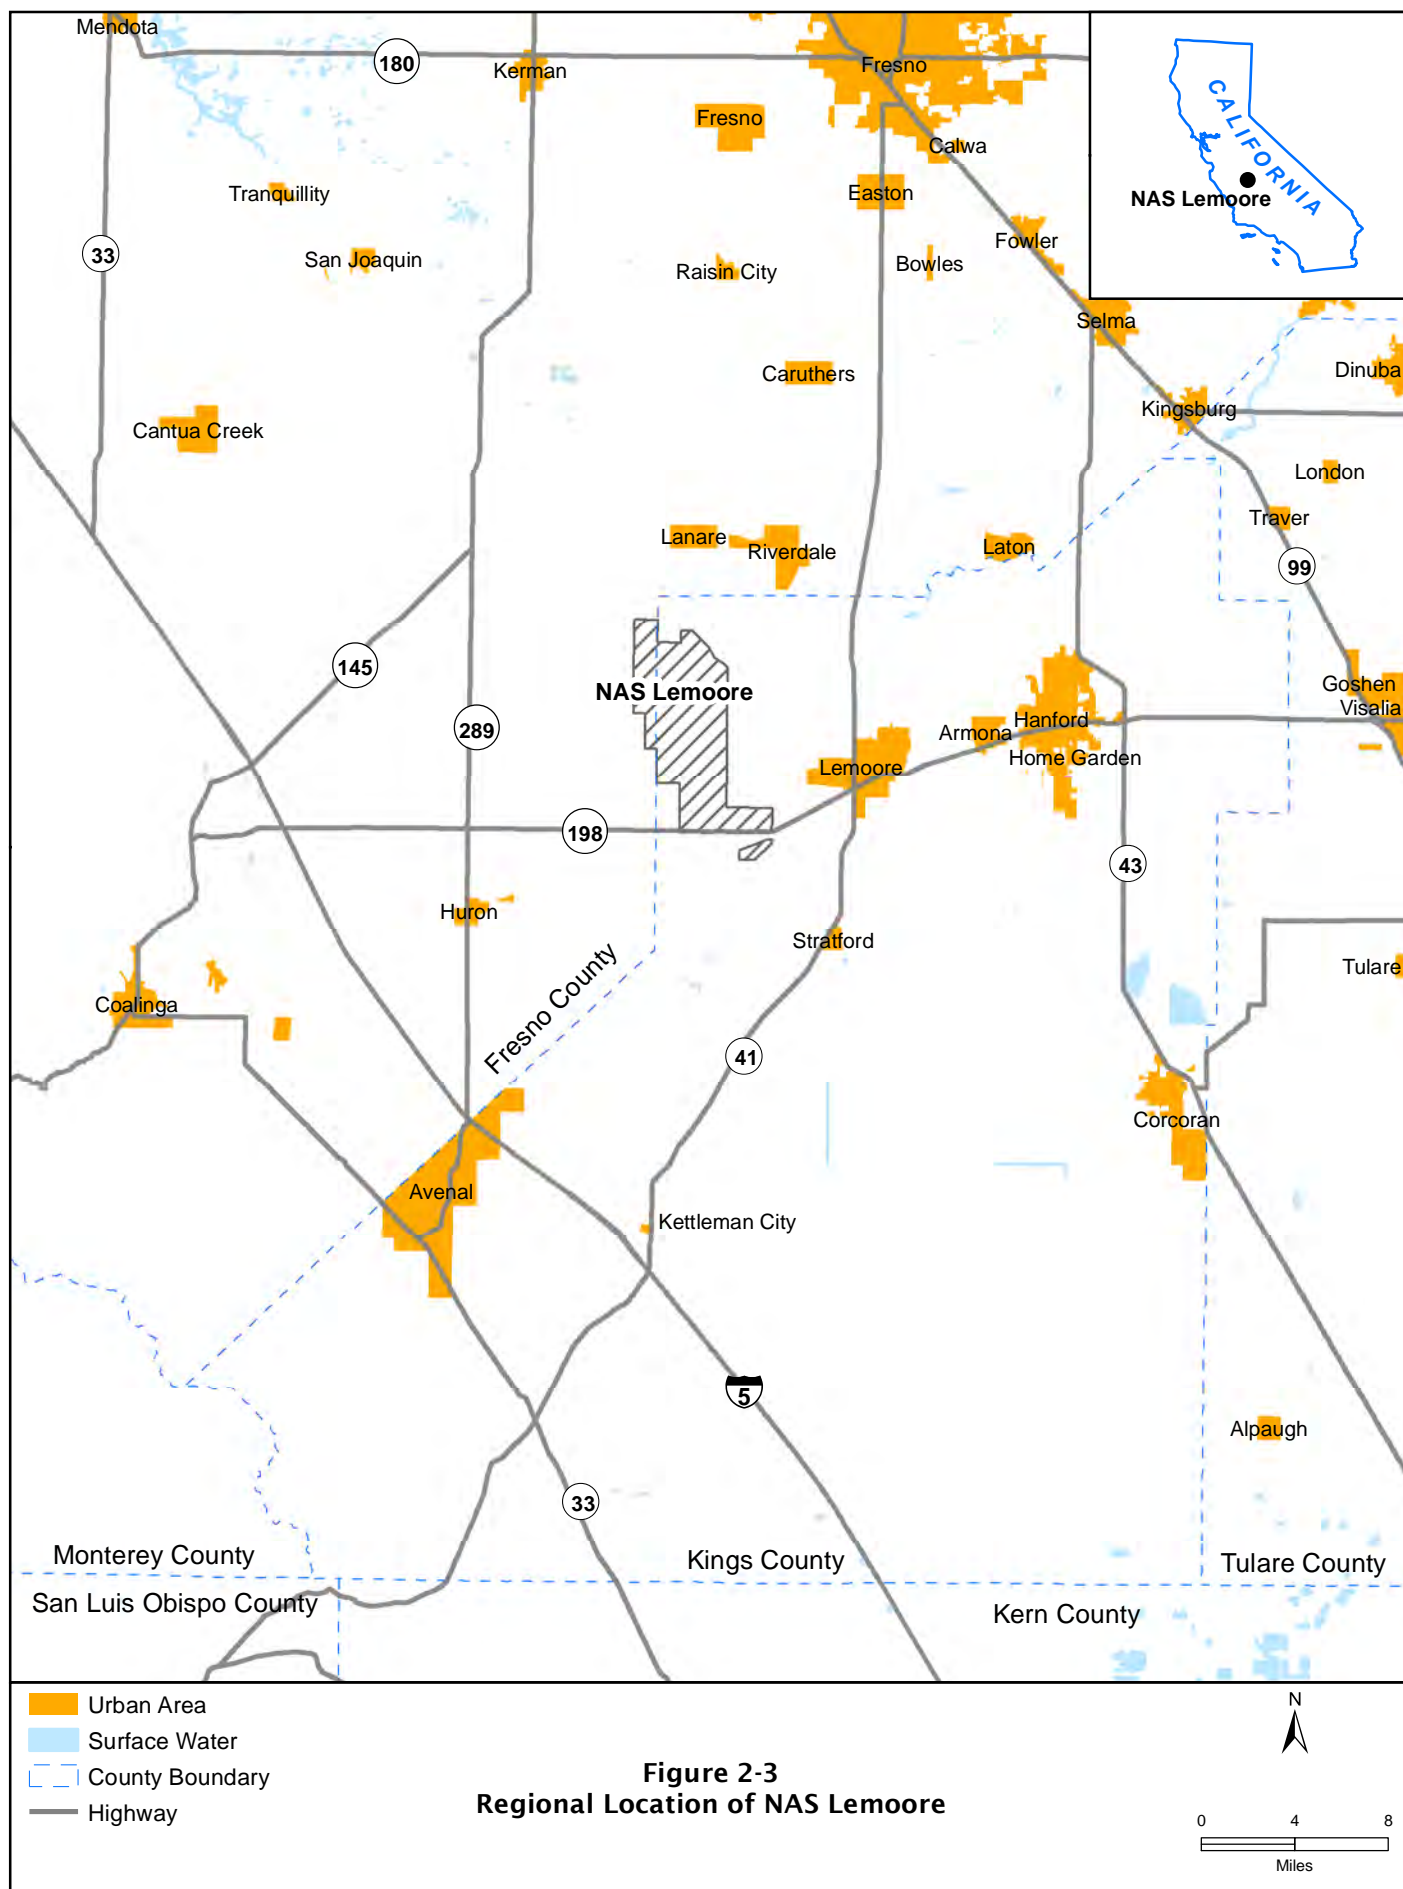 Mendota
180
Kerman
Fresno
Fresno
Calwa
CALIFORNIA
NAS Lemoore
Tranquillity
Easton
33
San Joaquin
Raisin City
Bowles
Fowler
Selma
Caruthers
Dinuba
Cantua Creek
Kingsburg
London
Traver
Lanare
Riverdale
Laton
99
145
NAS Lemoore
289
Goshen
Visalia
Hanford
Armona
Home Garden
Lemoore
198
43
Huron
Stratford
Tulare
Coalinga
Fresno County
41
Corcoran
Avenal
Kettleman City
5
Alpaugh
33
Monterey County
Kings County
Tulare County
San Luis Obispo County
Kern County
Urban Area
Surface Water
County Boundary
Highway
Figure 2-3
Regional Location of NAS Lemoore
N
0 4 8
Miles